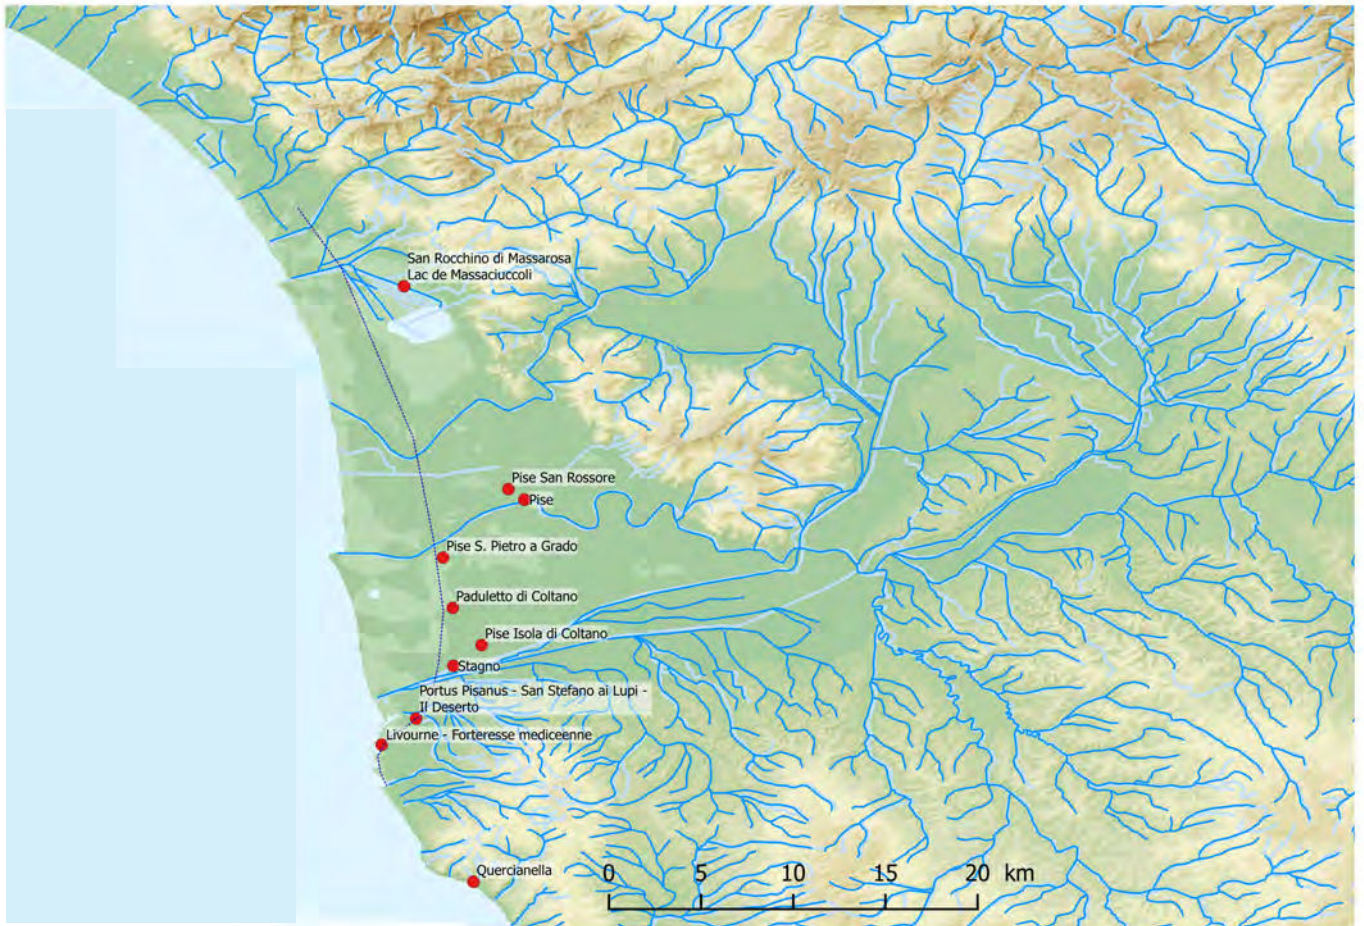 San Rocchino di Massarosa
Lac de Massaciuccoli
Pise San Rossore
Pise
Pise S. Pietro a Grado
Paduletto di Coltano
Pise Isola di Coltano
Stagno
Portus Pisanus - San Stefano ai Lupi -
Il Deserto
Livourne - Forteresse mediceenne
Quercianella
0 5 10 15 20 km